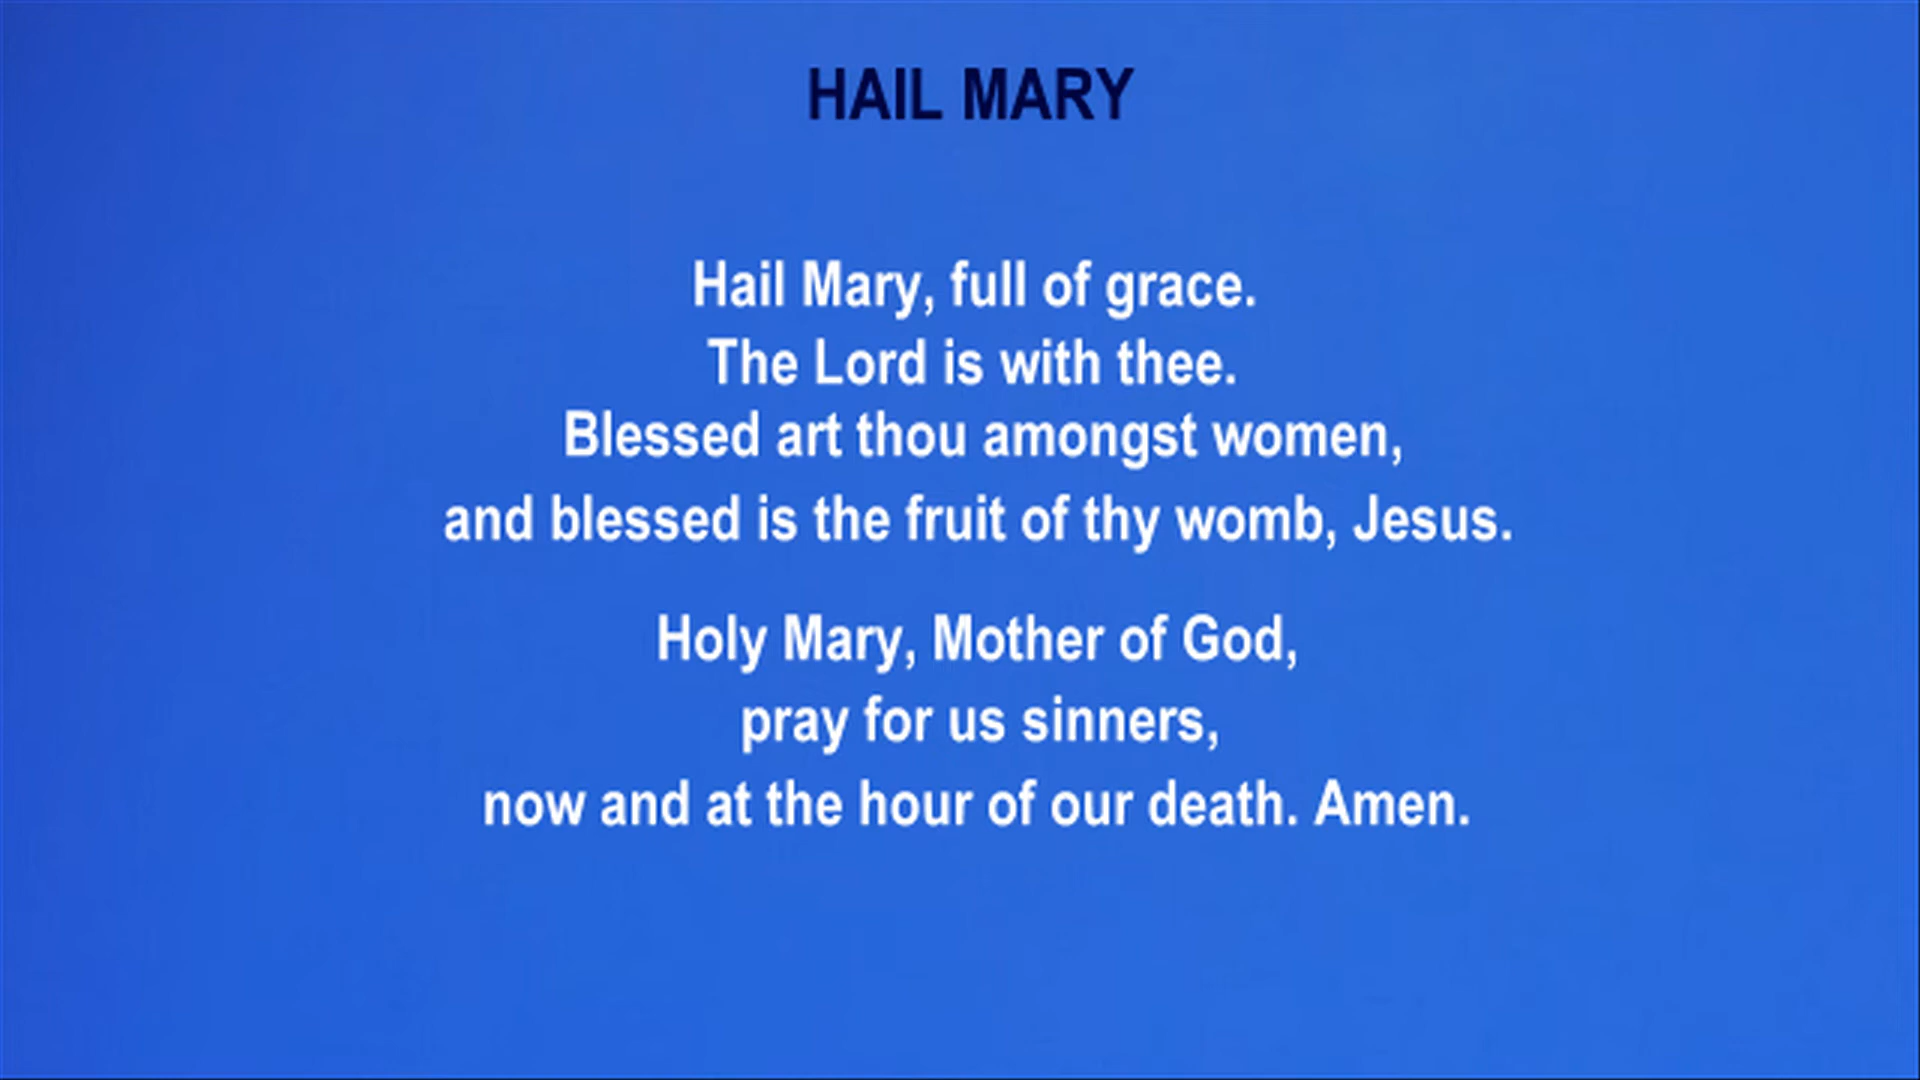 HAIL MARY
Hail Mary, full of grace.
The Lord is with thee.
Blessed art thou amongst women,
and blessed is the fruit of thy womb, Jesus.
Holy Mary, Mother of God,
pray for us sinners,
now and at the hour of our death. Amen.